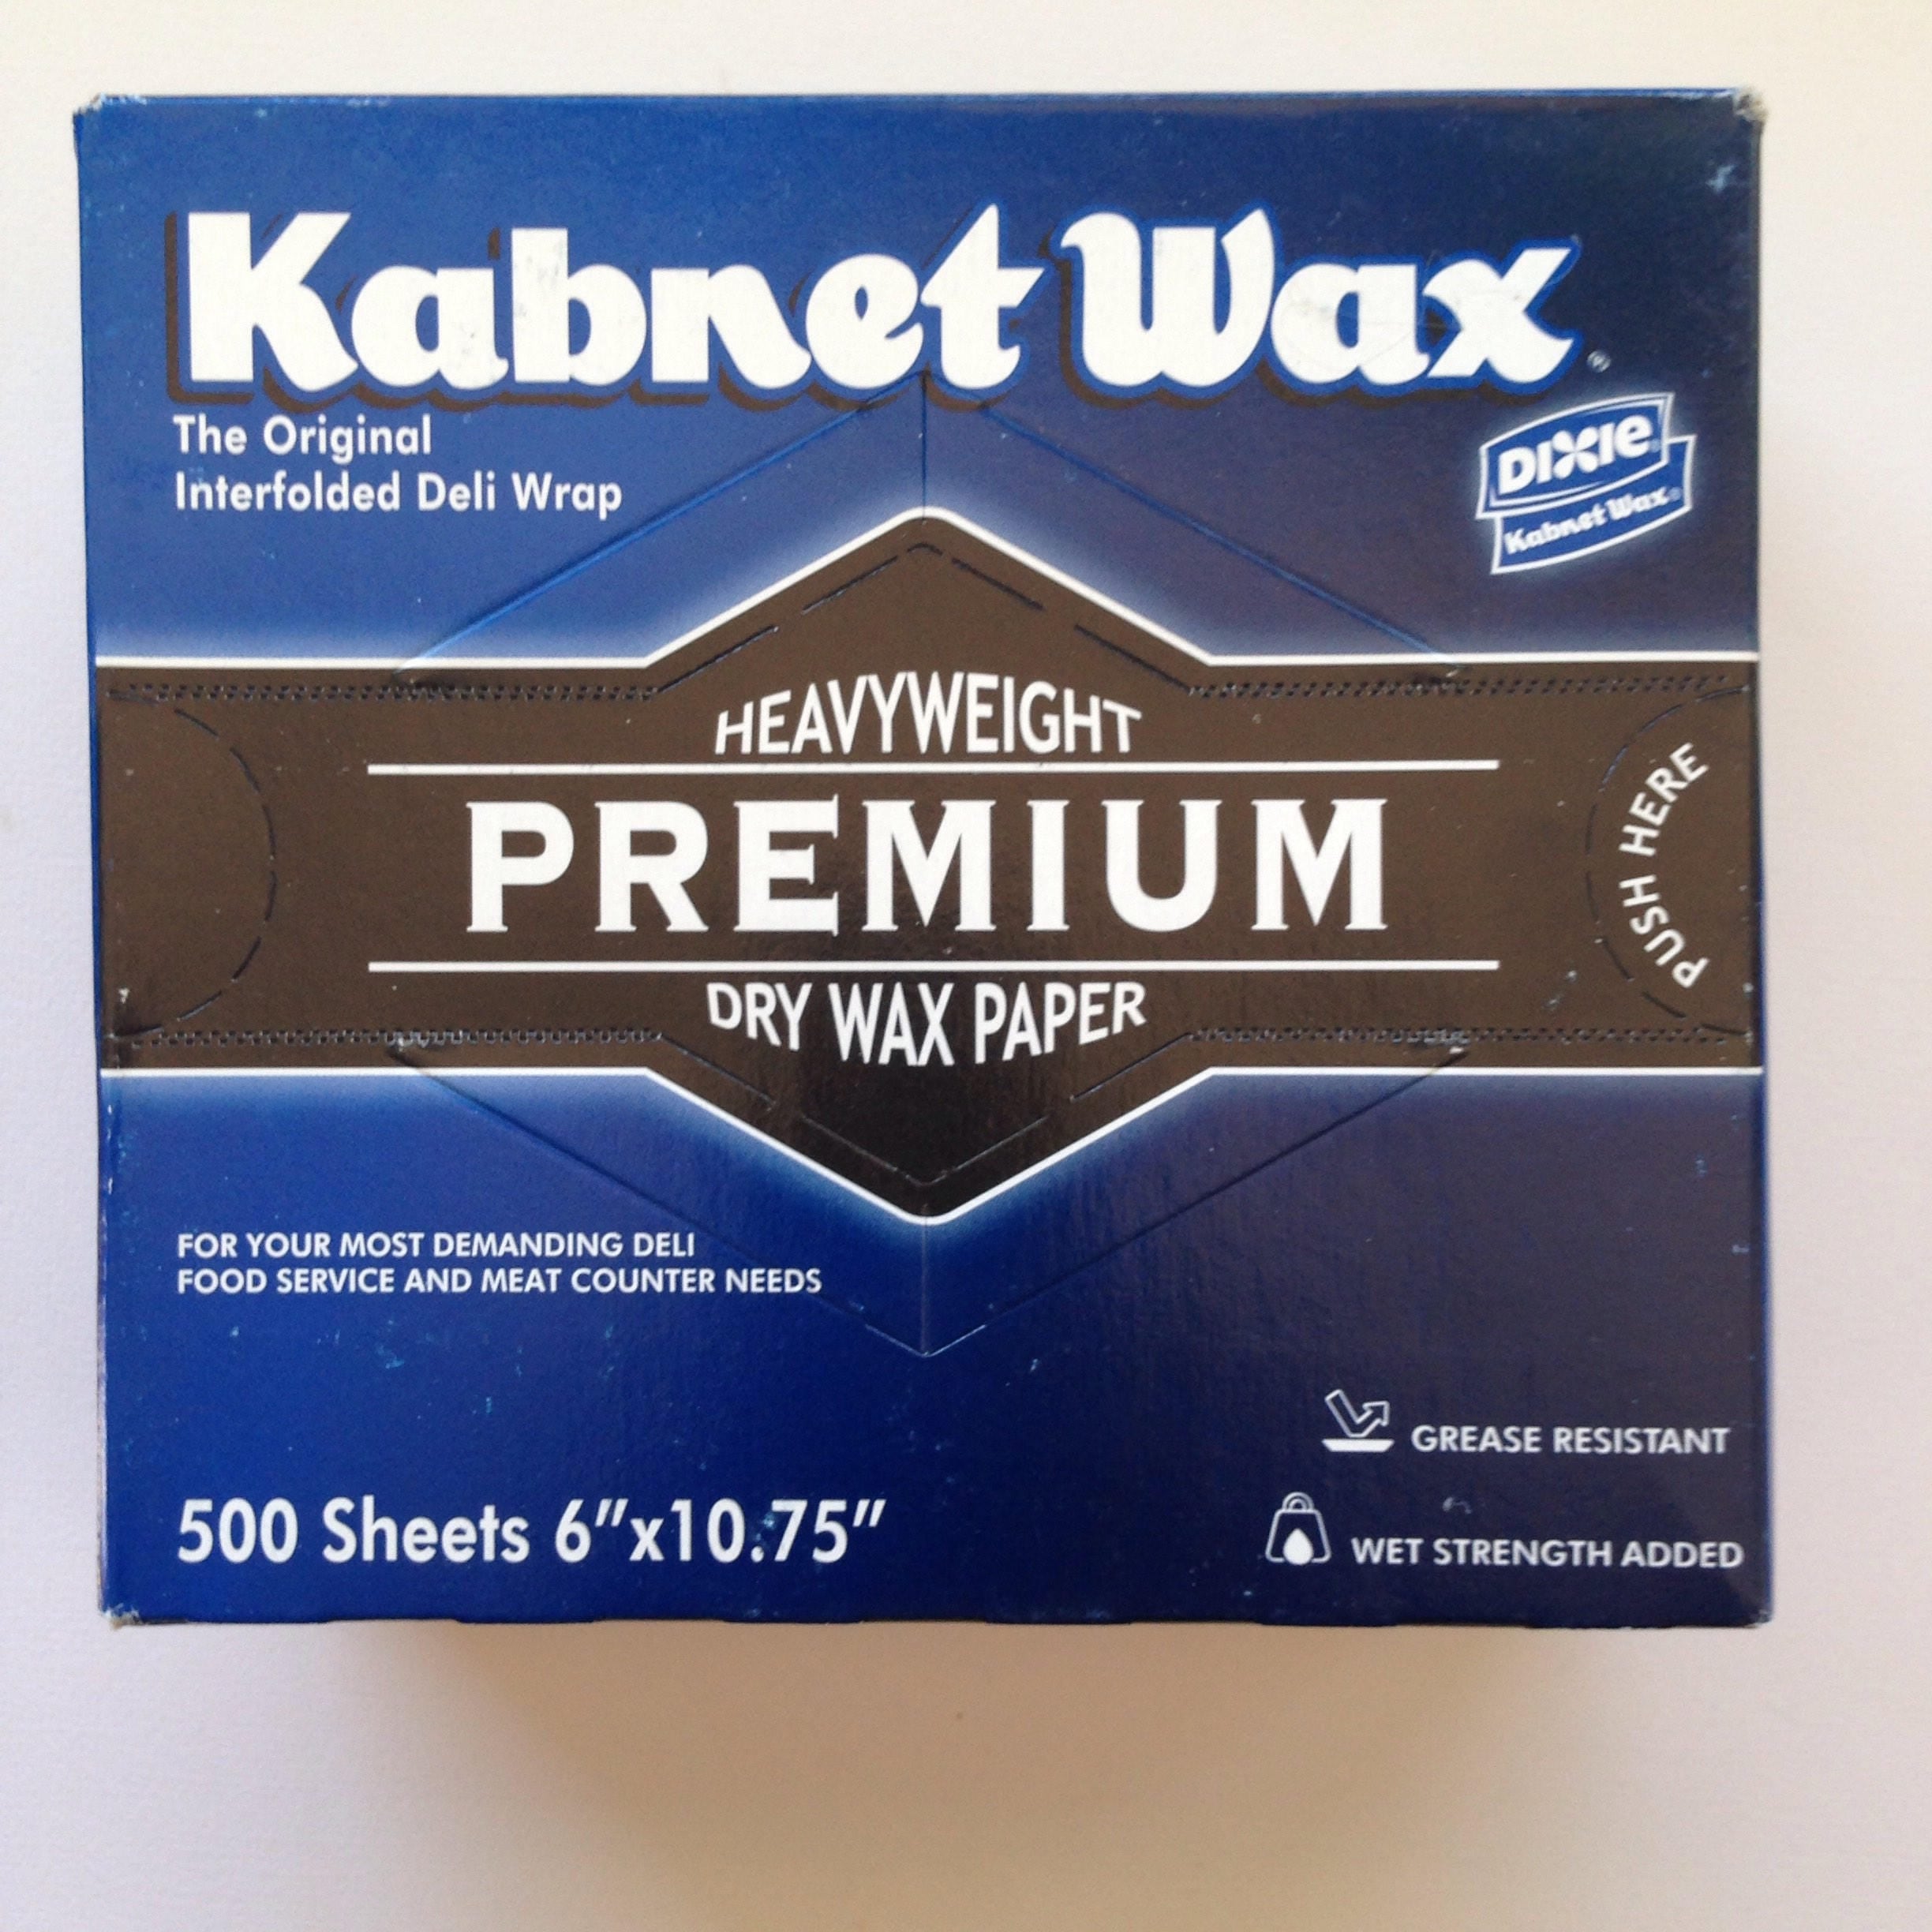 Kabnet Wax®
The Original
Interfolded Deli Wrap
DIXIE®
Kabnet Wax®
HEAVYWEIGHT
PREMIUM
DRY WAX PAPER
PUSH HERE
FOR YOUR MOST DEMANDING DELI
FOOD SERVICE AND MEAT COUNTER NEEDS
GREASE RESISTANT
500 Sheets 6″x10.75″
WET STRENGTH ADDED